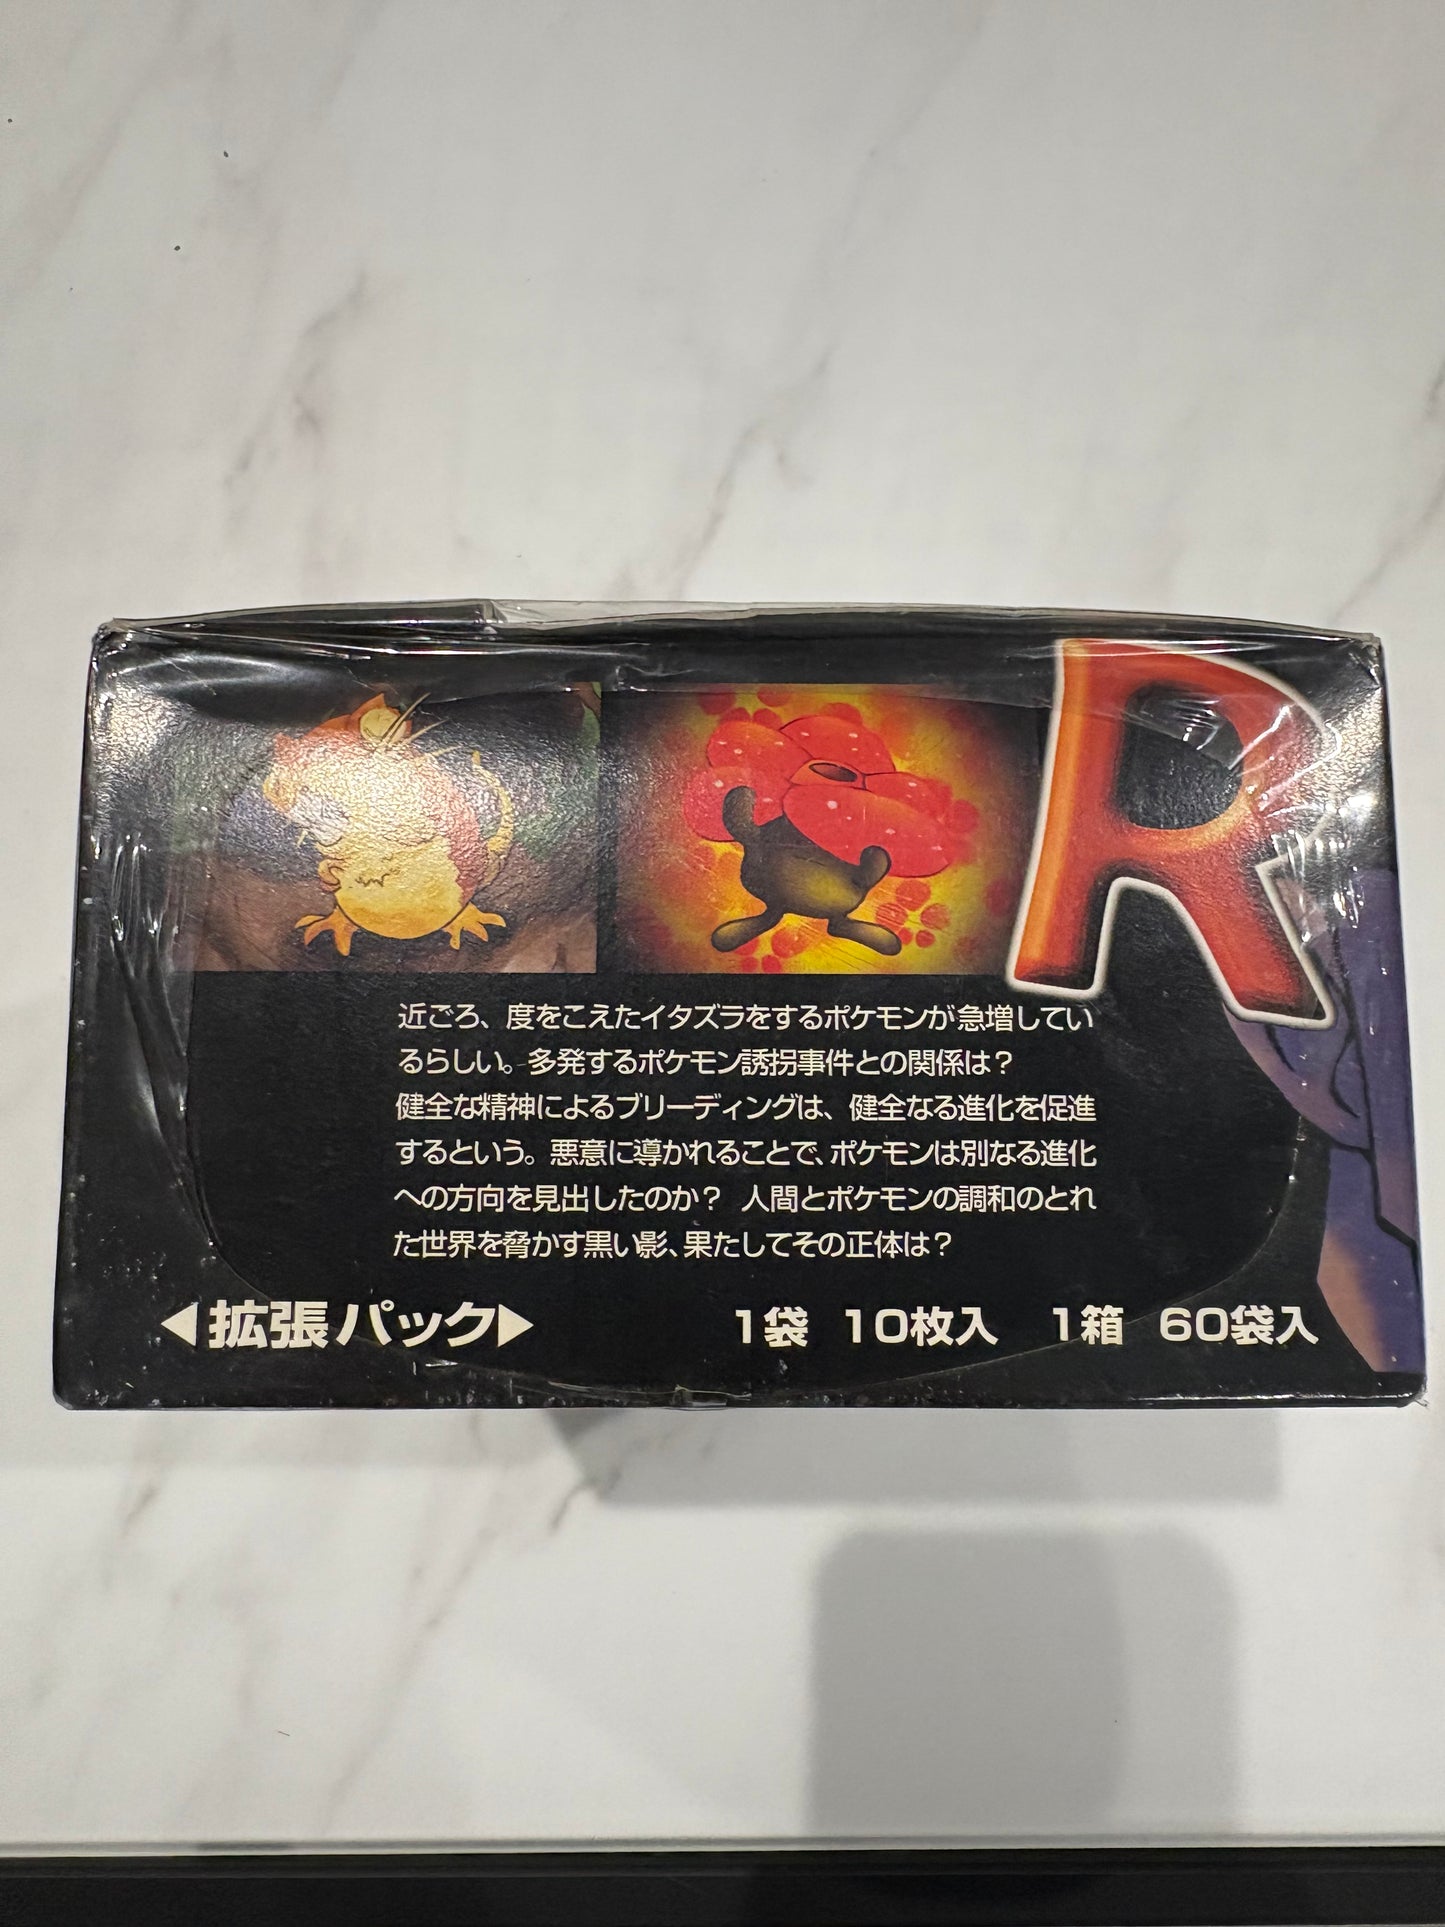 R
近ごろ、度をこえたイタズラをするポケモンが急増してい
るらしい。多発するポケモン誘拐事件との関係は？
健全な精神によるブリーディングは、健全なる進化を促進
するという。悪意に導かれることで、ポケモンは別なる進化
への方向を見出したのか？ 人間とポケモンの調和のとれ
た世界を脅かす黒い影、果たしてその正体は？
◀拡張パック▶ 1袋 10枚入 1箱 60袋入